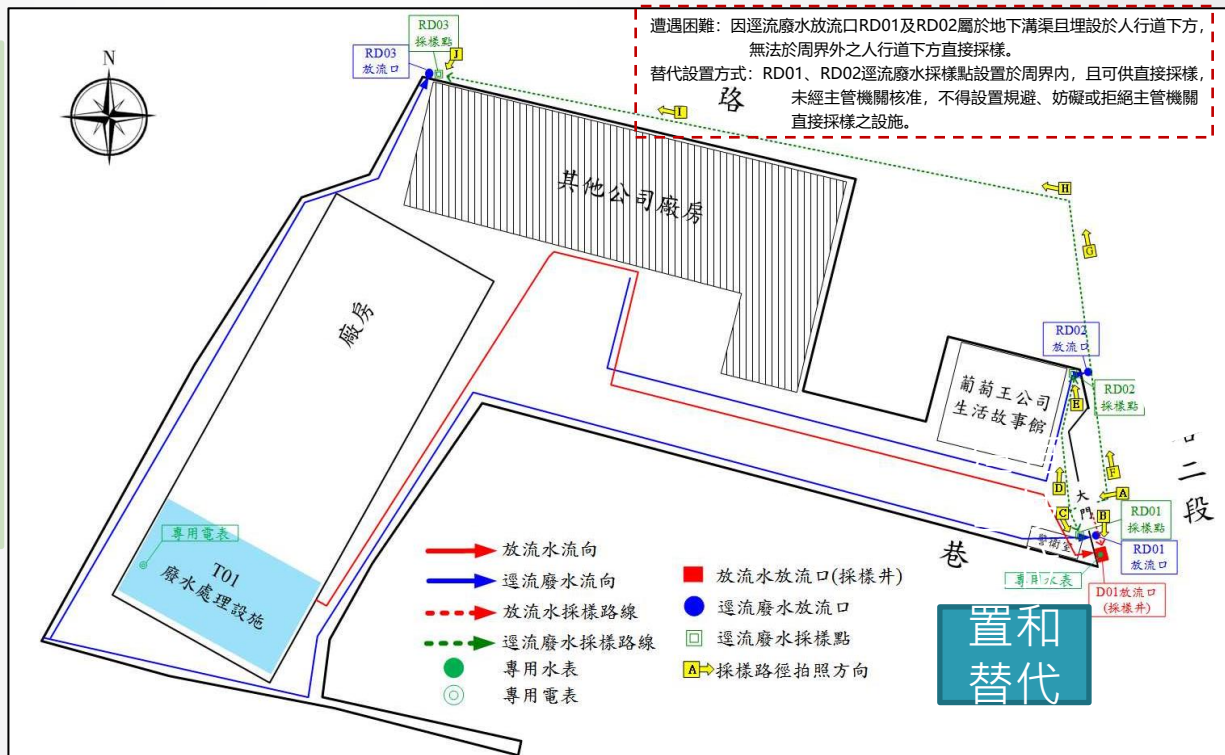 遭遇困難：因逕流廢水放流口RD01及RD02屬於地下溝渠且埋設於人行道下方，
無法於周界外之人行道下方直接採樣。
替代設置方式：RD01、RD02逕流廢水採樣點設置於周界內，且可供直接採樣，
未經主管機關核准，不得設置規避、妨礙或拒絕主管機關
直接採樣之設施。
N
RD03
放流口
RD03
採樣點
J
I
路
H
G
其他公司廠房
廠房
RD02
放流口
葡萄王公司
生活故事館
RD02
採樣點
E
F
二段
D
A
大門
C
B
RD01
採樣點
警衛室
RD01
放流口
巷
專用水表
D01放流口
(採樣井)
專用電表
T01
廢水處理設施
放流水流向
逕流廢水流向
放流水採樣路線
逕流廢水採樣路線
專用水表
專用電表
放流水放流口(採樣井)
逕流廢水放流口
逕流廢水採樣點
A 採樣路徑拍照方向
置和
替代